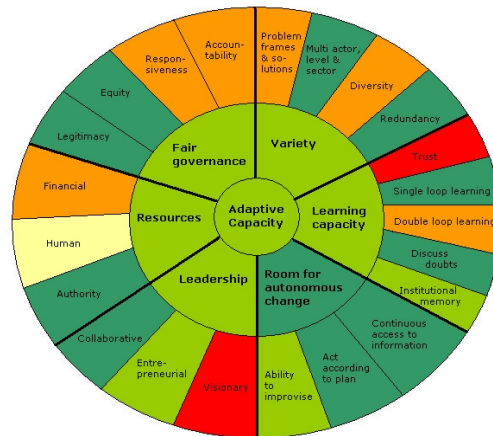 Problem
frames
& so-
lutions
Multi actor,
level &
sector
Diversity
Redundancy
Trust
Single loop learning
Double loop learning
Discuss
doubts
Institutional
memory
Continuous
access to
information
Act
according
to plan
Ability
to
improvise
Visionary
Entre-
preneurial
Collaborative
Authority
Human
Financial
Legitimacy
Equity
Respon-
siveness
Accoun-
tability
Fair
governance
Variety
Learning
capacity
Room for
autonomous
change
Leadership
Resources
Adaptive
Capacity